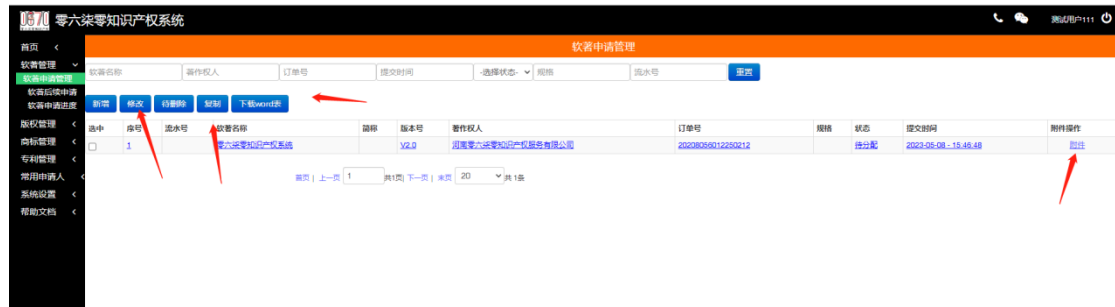 零六柒零知识产权系统
测试用户111
首页
软著申请管理
软著管理
软著申请管理
软著后续申请
软著申请进度
版权管理
商标管理
专利管理
常用申请人
系统设置
帮助文档
软著名称 著作权人 订单号 提交时间 -选择状态- 规格 流水号 重置
新增 修改 待删除 复制 下载word表
选中 序号 流水号 软著名称 简称 版本号 著作权人 订单号 规格 状态 提交时间 附件操作
1 零六柒零知识产权系统 V2.0 河南零六柒零知识产权服务有限公司 20208056012250212 待分配 2023-05-08 - 15:46:48 附件
首页 | 上一页 1 共1页| 下一页 | 末页 20 共 1条